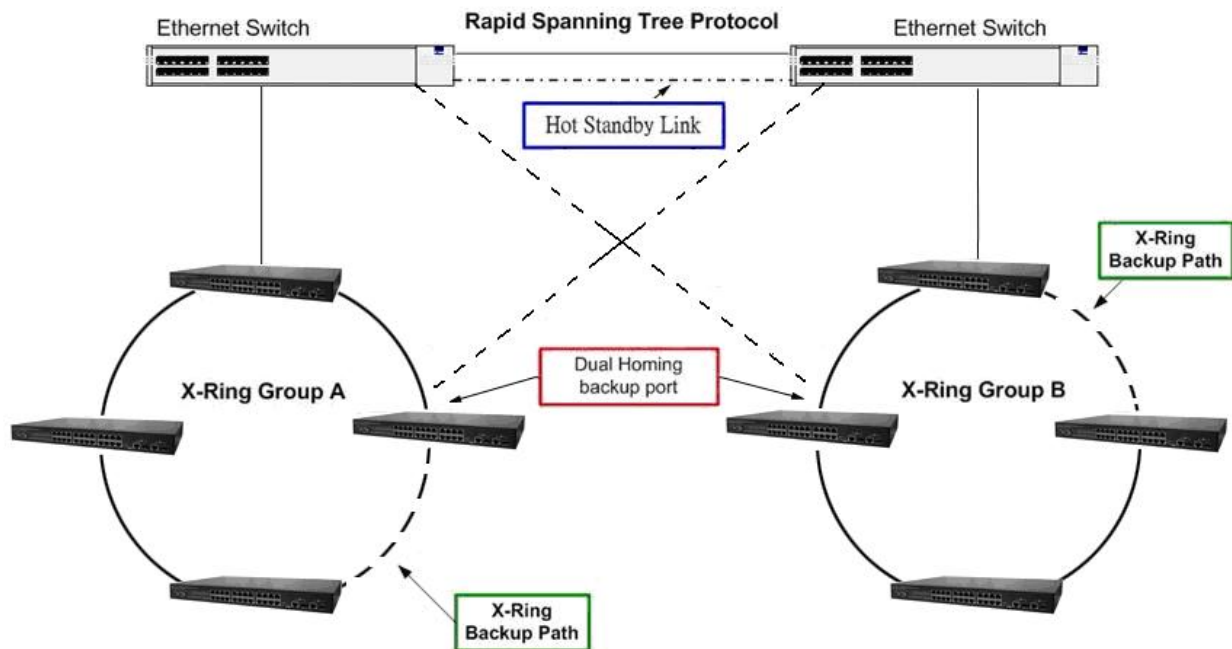 Rapid Spanning Tree Protocol
Ethernet Switch
Ethernet Switch
Hot Standby Link
X-Ring
Backup Path
Dual Homing
backup port
X-Ring Group A
X-Ring Group B
X-Ring
Backup Path